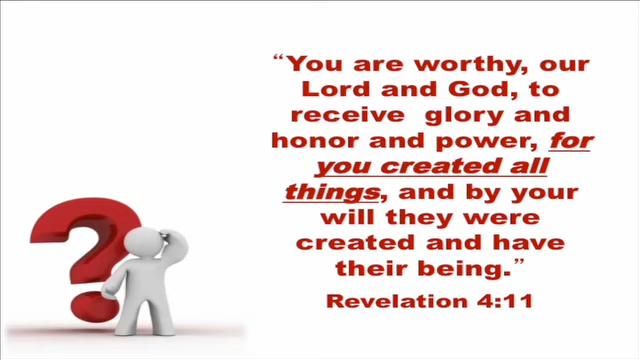 “You are worthy, our
Lord and God, to
receive glory and
honor and power, for
you created all
things, and by your
will they were
created and have
their being.”
Revelation 4:11